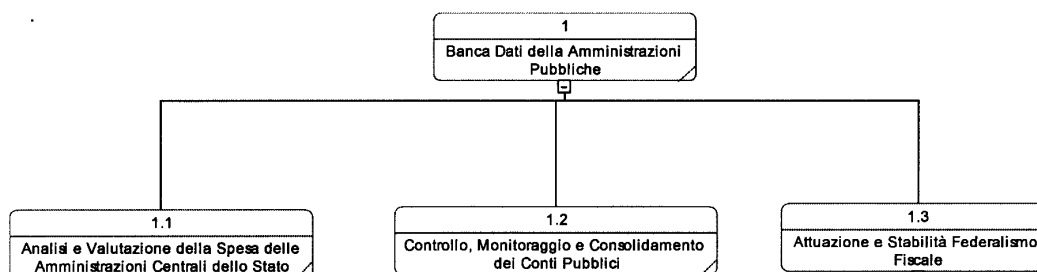 1
Banca Dati della Amministrazioni
Pubbliche
1.1
Analisi e Valutazione della Spesa delle
Amministrazioni Centrali dello Stato
1.2
Controllo, Monitoraggio e Consolidamento
dei Conti Pubblici
1.3
Attuazione e Stabilità Federalismo
Fiscale